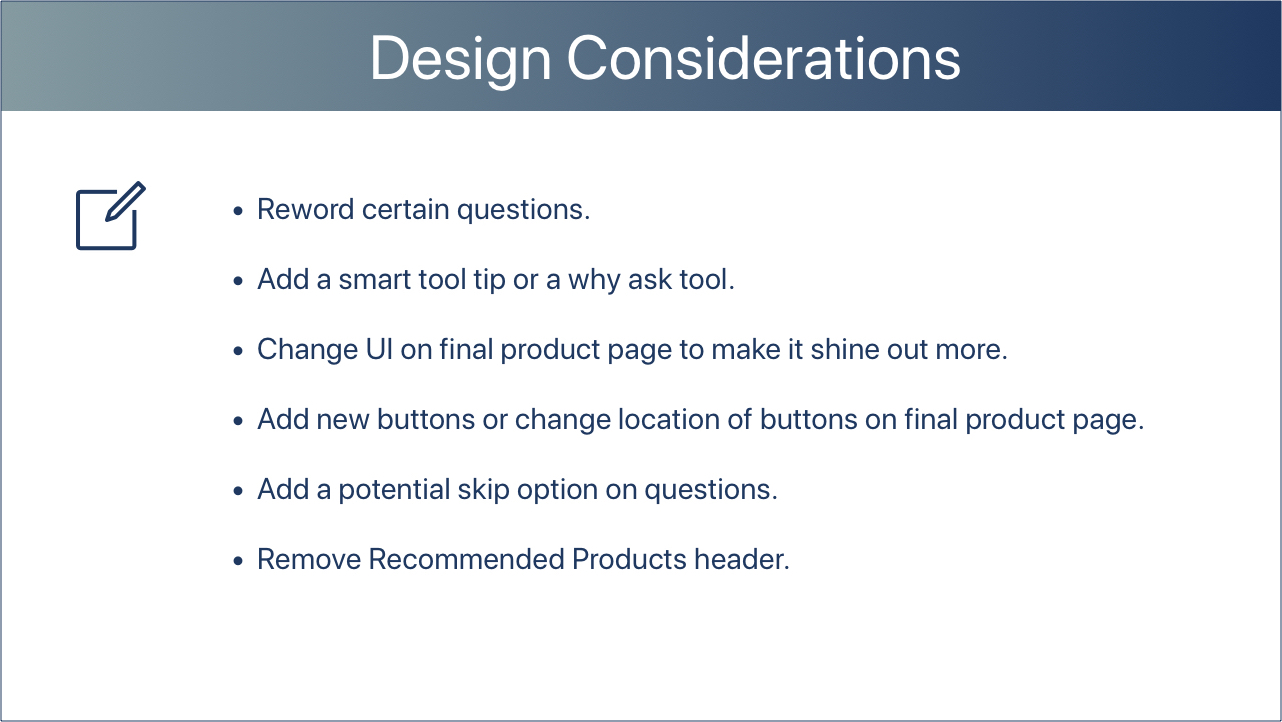 Design Considerations
• Reword certain questions.
• Add a smart tool tip or a why ask tool.
• Change UI on final product page to make it shine out more.
• Add new buttons or change location of buttons on final product page.
• Add a potential skip option on questions.
• Remove Recommended Products header.